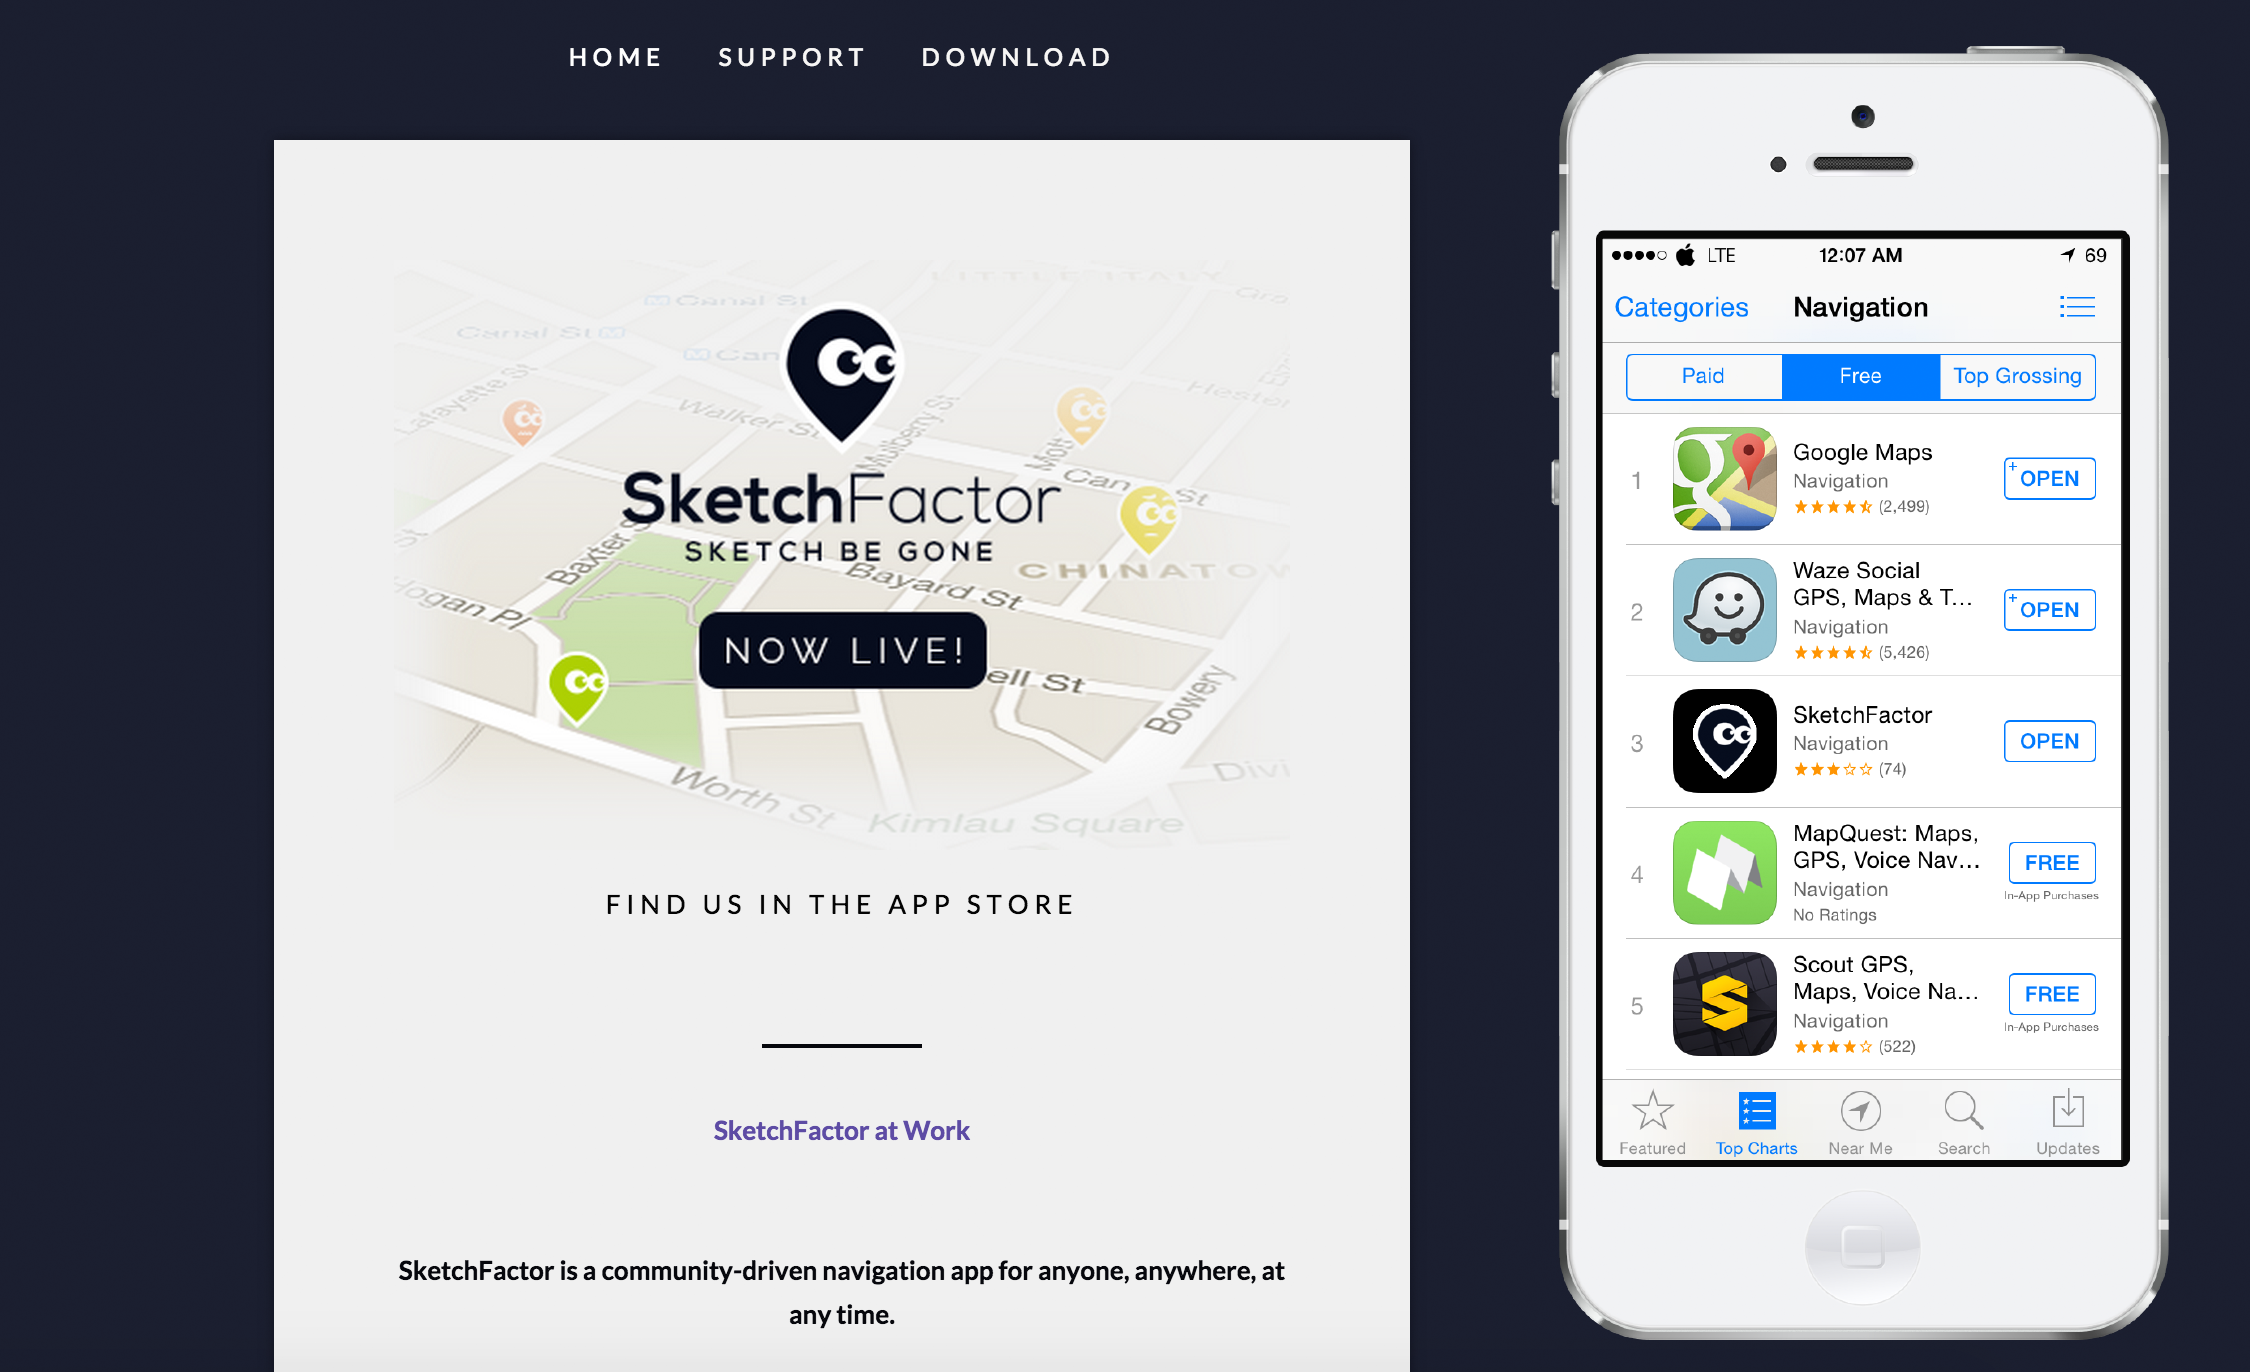 HOME SUPPORT DOWNLOAD
LITTLE ITALY
Canal St
Gra
Canal St
Can
Hester
Lafayette St
Walker St
Mulberry St
Mott
Can St
SketchFactor
SKETCH BE GONE
St
Baxter S
CHINATOW
Bayard St
Hogan Pl
NOW LIVE!
ell St
Bowery
Worth St
Divi
Kimlau Square
FIND US IN THE APP STORE
SketchFactor at Work
SketchFactor is a community-driven navigation app for anyone, anywhere, at
any time.
LTE 12:07 AM 69
Categories Navigation
Paid Free Top Grossing
1 Google Maps
Navigation
(2,499)
+ OPEN
2 Waze Social
GPS, Maps & T...
Navigation
(5,426)
+ OPEN
3 SketchFactor
Navigation
(74)
OPEN
4 MapQuest: Maps,
GPS, Voice Nav...
Navigation
No Ratings
FREE
In-App Purchases
5 Scout GPS,
Maps, Voice Na...
Navigation
(522)
FREE
In-App Purchases
Featured Top Charts Near Me Search Updates